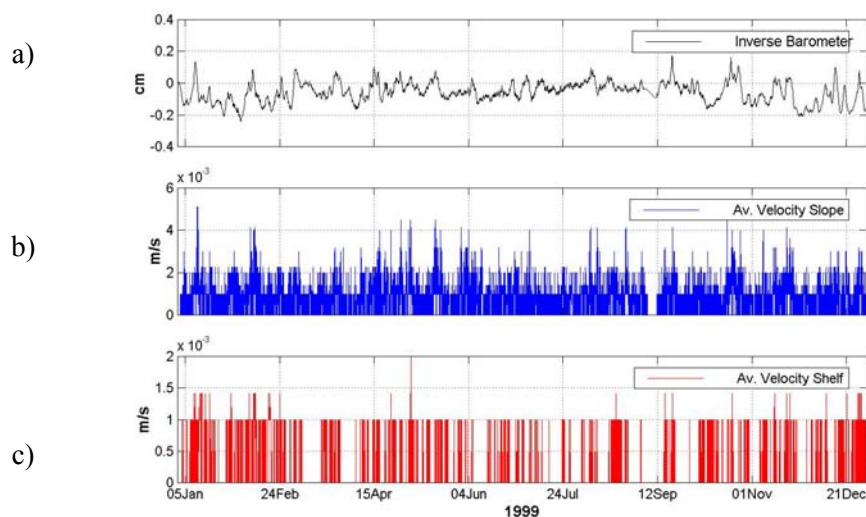 a)
cm
0.4
0.2
0
-0.2
-0.4
Inverse Barometer
b)
m/s
x 10⁻³
6
4
2
0
Av. Velocity Slope
c)
m/s
x 10⁻³
2
1.5
1
0.5
0
Av. Velocity Shelf
05Jan 24Feb 15Apr 04Jun 24Jul 12Sep 01Nov 21Dec
1999